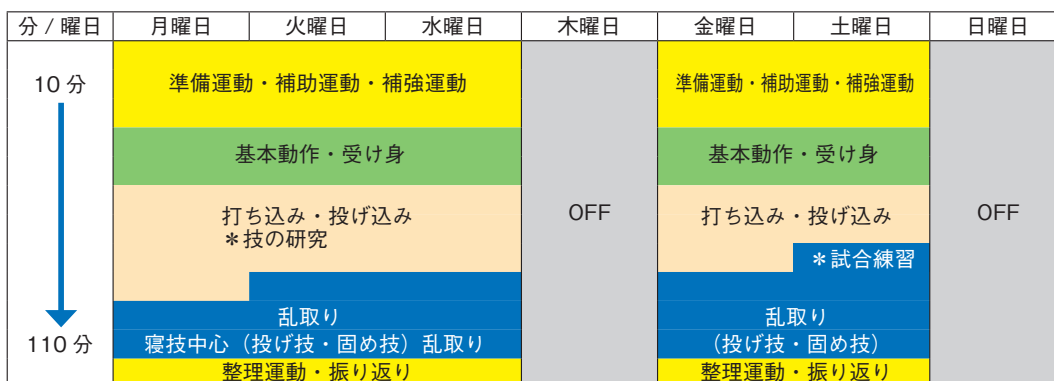 分 / 曜日 月曜日 火曜日 水曜日 木曜日 金曜日 土曜日 日曜日
10 分 準備運動・補助運動・補強運動 準備運動・補助運動・補強運動
基本動作・受け身 基本動作・受け身
打ち込み・投げ込み OFF 打ち込み・投げ込み OFF
＊技の研究
＊試合練習
乱取り 乱取り
110 分 寝技中心（投げ技・固め技）乱取り （投げ技・固め技）
整理運動・振り返り 整理運動・振り返り